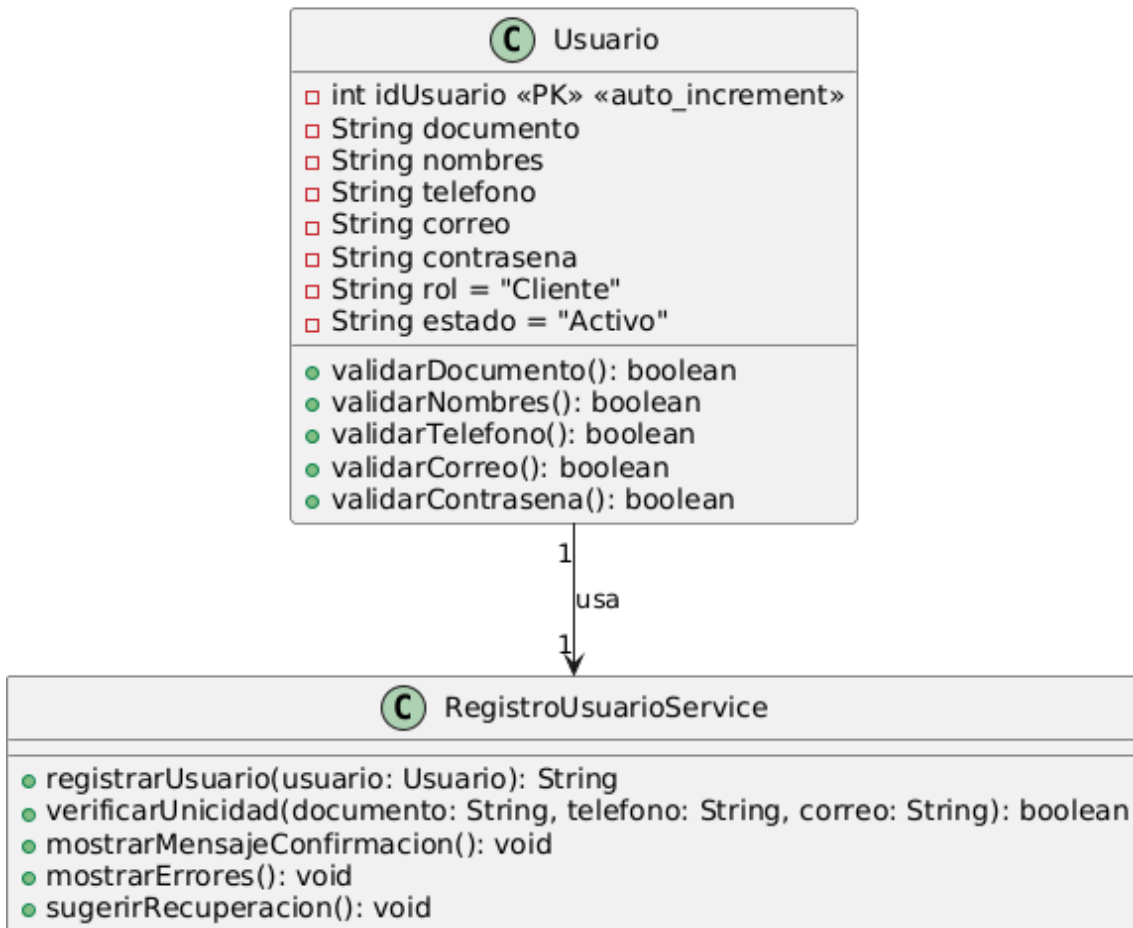 C Usuario
int idUsuario «PK» «auto_increment»
String documento
String nombres
String telefono
String correo
String contrasena
String rol = "Cliente"
String estado = "Activo"
validarDocumento(): boolean
validarNombres(): boolean
validarTelefono(): boolean
validarCorreo(): boolean
validarContrasena(): boolean
1
usa
1
C RegistroUsuarioService
registrarUsuario(usuario: Usuario): String
verificarUnicidad(documento: String, telefono: String, correo: String): boolean
mostrarMensajeConfirmacion(): void
mostrarErrores(): void
sugerirRecuperacion(): void